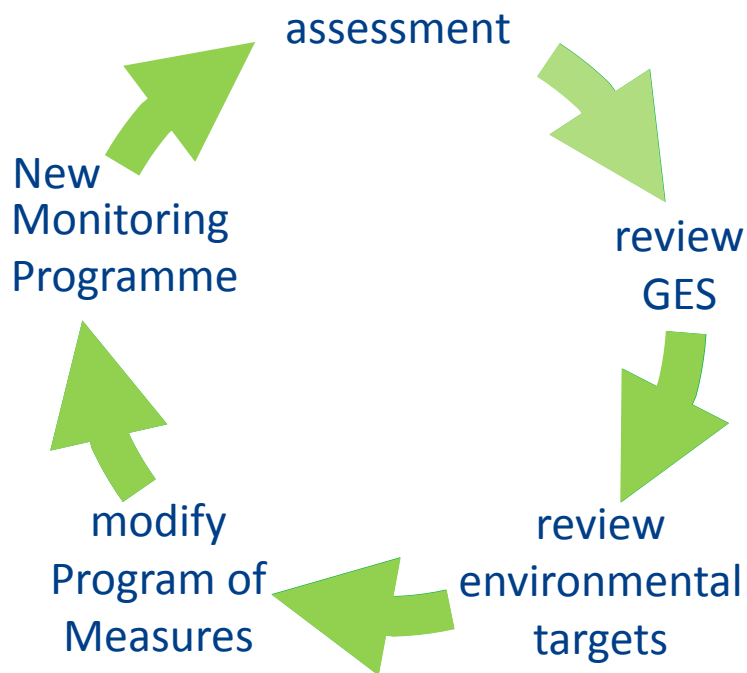 assessment
review
GES
review
environmental
targets
modify
Program of
Measures
New
Monitoring
Programme